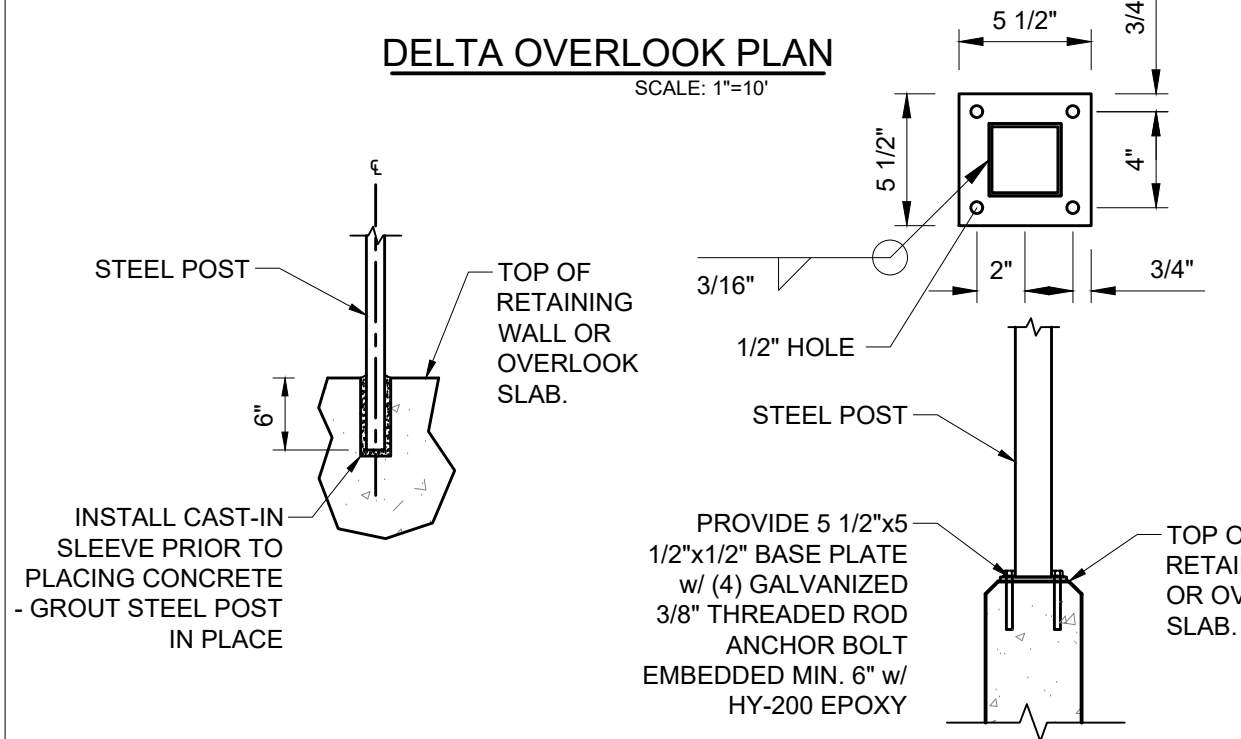 DELTA OVERLOOK PLAN
SCALE: 1"=10'
5 1/2"
3/4
5 1/2"
4"
3/16"
2"
3/4"
1/2" HOLE
℄
STEEL POST
TOP OF
RETAINING
WALL OR
OVERLOOK
SLAB.
6"
INSTALL CAST-IN
SLEEVE PRIOR TO
PLACING CONCRETE
- GROUT STEEL POST
IN PLACE
STEEL POST
PROVIDE 5 1/2"x5
1/2"x1/2" BASE PLATE
w/ (4) GALVANIZED
3/8" THREADED ROD
ANCHOR BOLT
EMBEDDED MIN. 6" w/
HY-200 EPOXY
TOP O
RETAI
OR OV
SLAB.